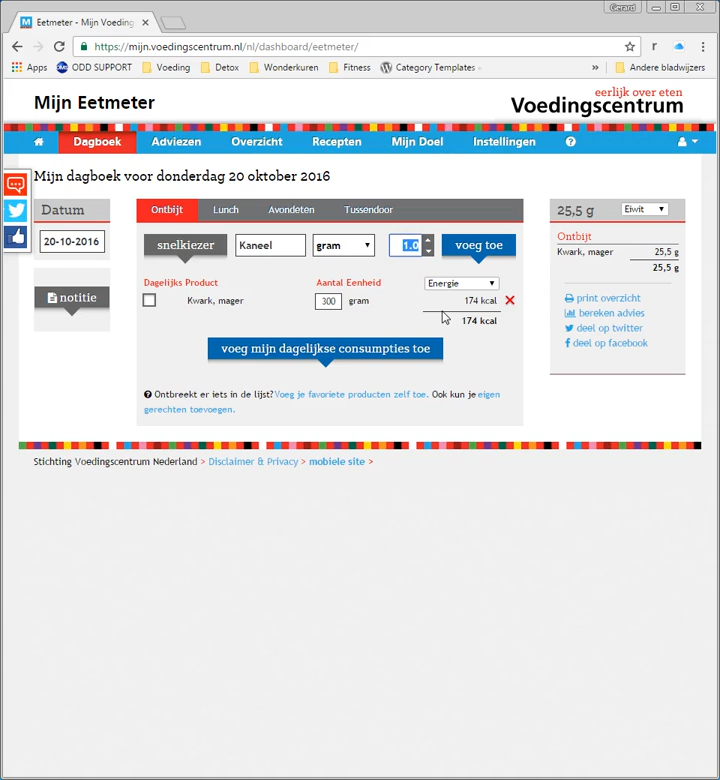 Gerard
Eetmeter - Mijn Voeding
https://mijn.voedingscentrum.nl/nl/dashboard/eetmeter/
Apps ODD SUPPORT Voeding Detox Wonderkuren Fitness Category Templates » Andere bladwijzers
Mijn Eetmeter
eerlijk over eten
Voedingscentrum
Dagboek Adviezen Overzicht Recepten Mijn Doel Instellingen
Mijn dagboek voor donderdag 20 oktober 2016
Datum
20-10-2016
notitie
Ontbijt Lunch Avondeten Tussendoor
snelkiezer Kaneel gram 1.0 voeg toe
Dagelijks Product Aantal Eenheid Energie
Kwark, mager 300 gram 174 kcal
174 kcal
voeg mijn dagelijkse consumpties toe
Ontbreekt er iets in de lijst? Voeg je favoriete producten zelf toe. Ook kun je eigen
gerechten toevoegen.
25,5 g Eiwit
Ontbijt
Kwark, mager 25,5 g
25,5 g
print overzicht
bereken advies
deel op twitter
deel op facebook
Stichting Voedingscentrum Nederland > Disclaimer & Privacy > mobiele site >